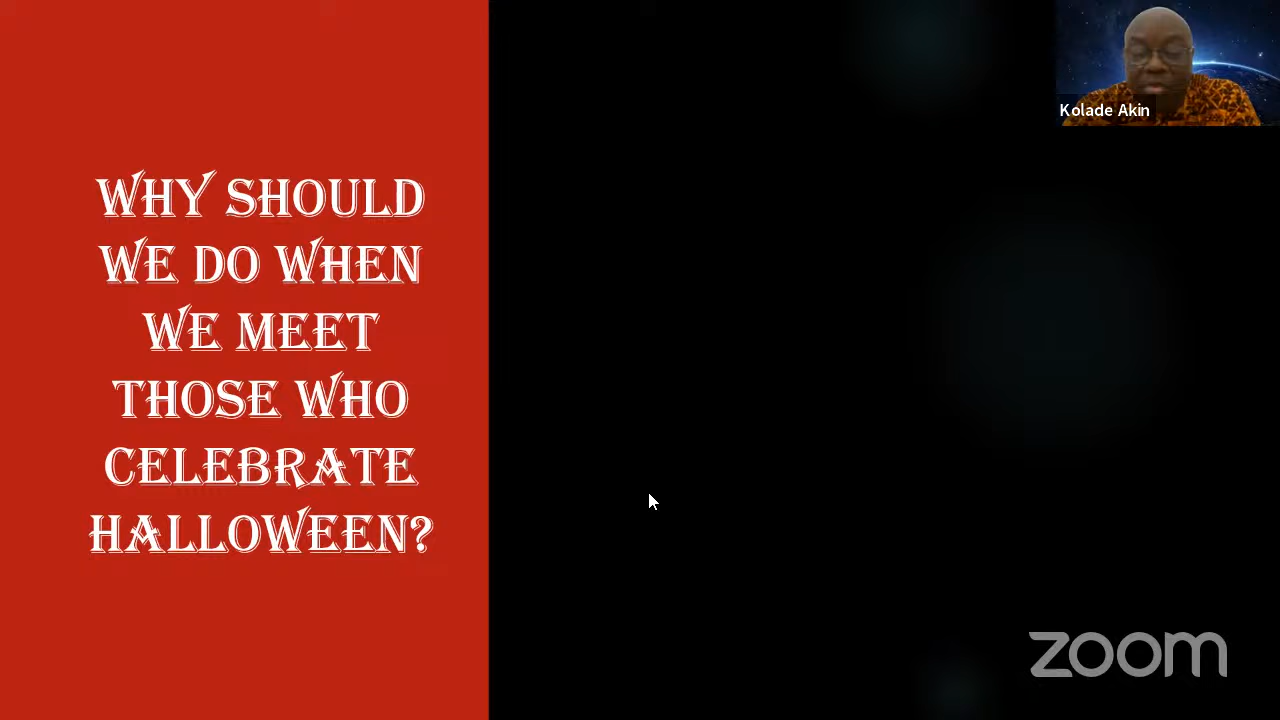 WHY SHOULD
WE DO WHEN
WE MEET
THOSE WHO
CELEBRATE
HALLOWEEN?
Kolade Akin
zoom